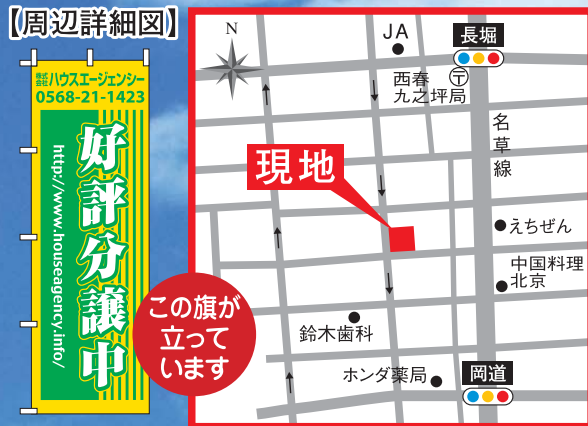 【周辺詳細図】
株式会社ハウスエージェンシー
0568-21-1423
好評分譲中
http://www.houseagency.info/
この旗が
立って
います
N
JA
長堀
西春
九之坪局
名草線
現地
えちぜん
中国料理
北京
鈴木歯科
ホンダ薬局
岡道